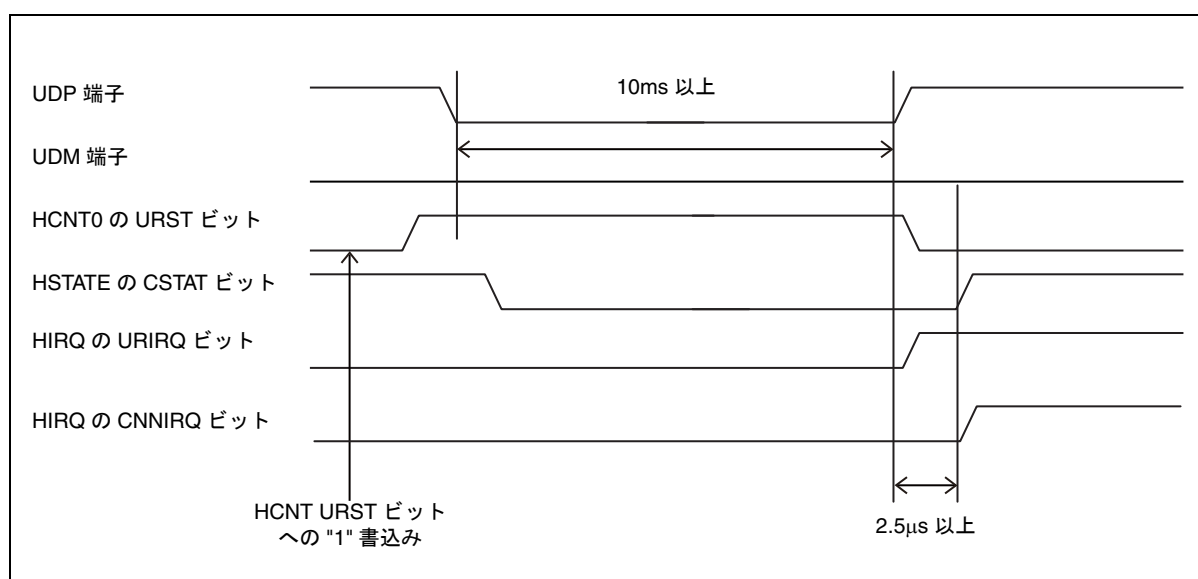 UDP 端子
10ms 以上
UDM 端子
HCNT0 の URST ビット
HSTATE の CSTAT ビット
HIRQ の URIRQ ビット
HIRQ の CNNIRQ ビット
HCNT URST ビット
への "1" 書込み
2.5μs 以上